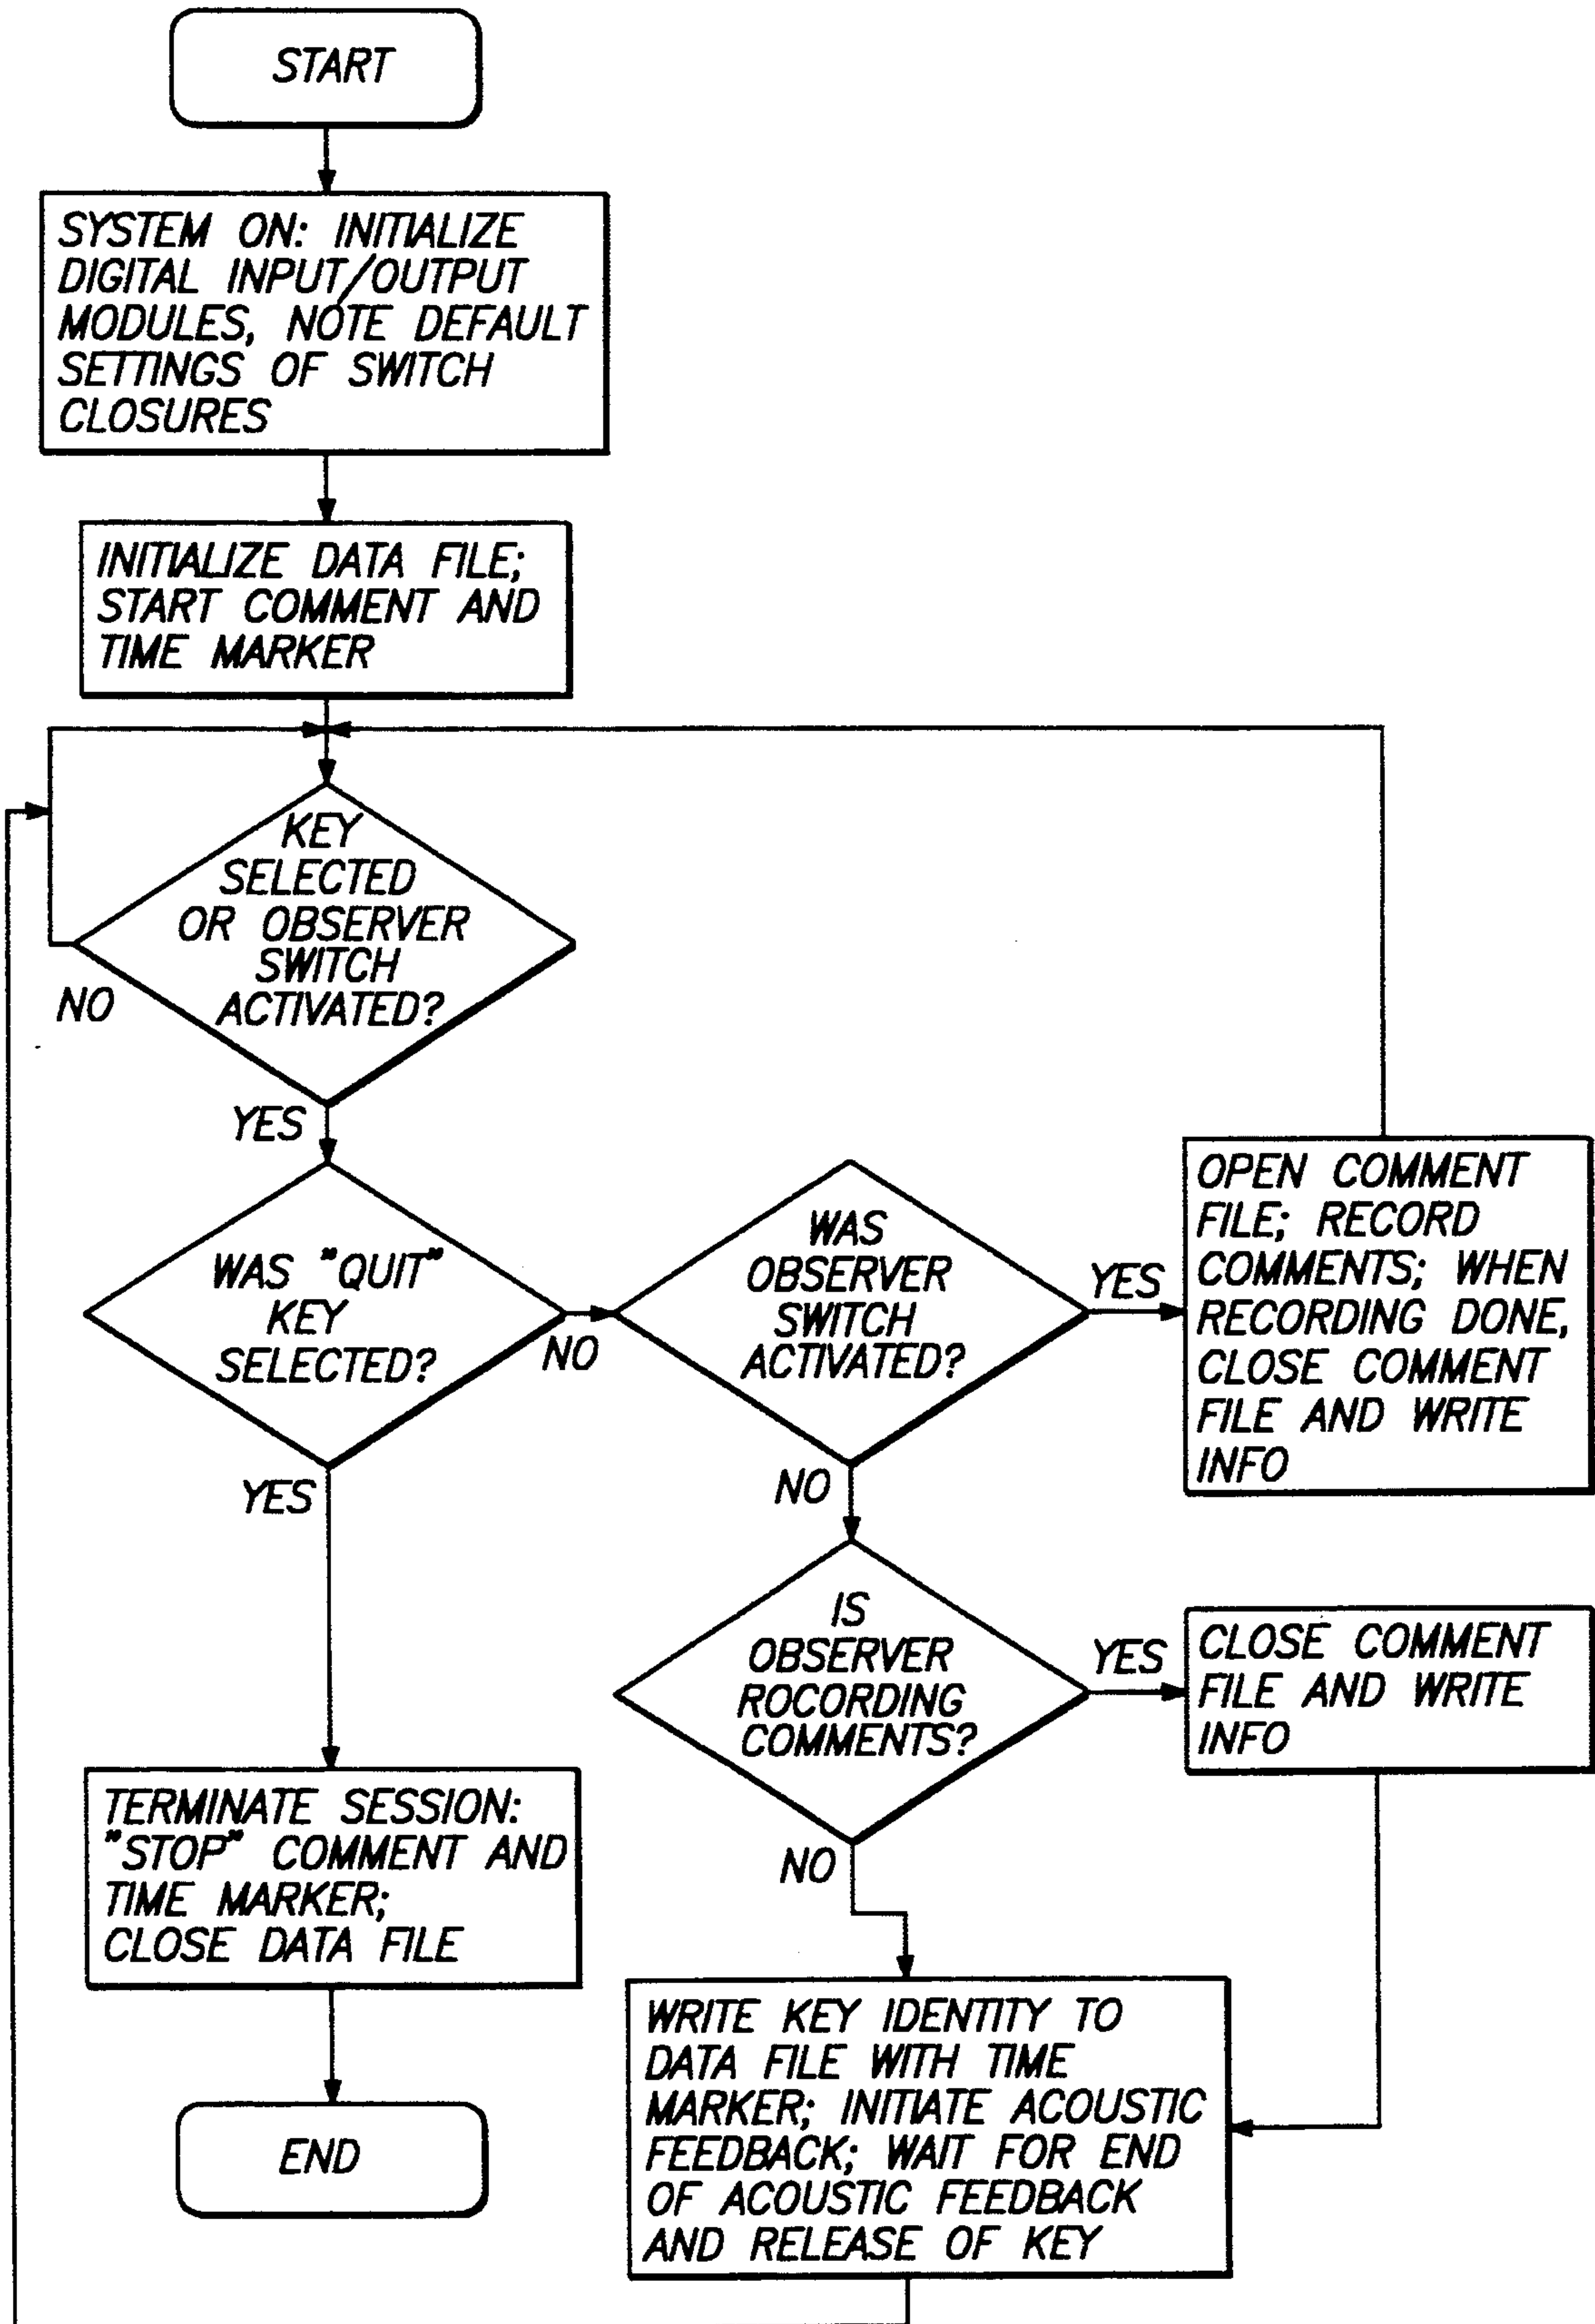 START
SYSTEM ON: INITIALIZE
DIGITAL INPUT/OUTPUT
MODULES, NOTE DEFAULT
SETTINGS OF SWITCH
CLOSURES
INITIALIZE DATA FILE;
START COMMENT AND
TIME MARKER
KEY
SELECTED
OR OBSERVER
SWITCH
ACTIVATED?
NO
YES
WAS "QUIT"
KEY
SELECTED?
NO
YES
WAS
OBSERVER
SWITCH
ACTIVATED?
YES
NO
OPEN COMMENT
FILE; RECORD
COMMENTS; WHEN
RECORDING DONE,
CLOSE COMMENT
FILE AND WRITE
INFO
IS
OBSERVER
ROCORDING
COMMENTS?
YES
NO
CLOSE COMMENT
FILE AND WRITE
INFO
TERMINATE SESSION:
"STOP" COMMENT AND
TIME MARKER;
CLOSE DATA FILE
END
WRITE KEY IDENTITY TO
DATA FILE WITH TIME
MARKER; INITIATE ACOUSTIC
FEEDBACK; WAIT FOR END
OF ACOUSTIC FEEDBACK
AND RELEASE OF KEY